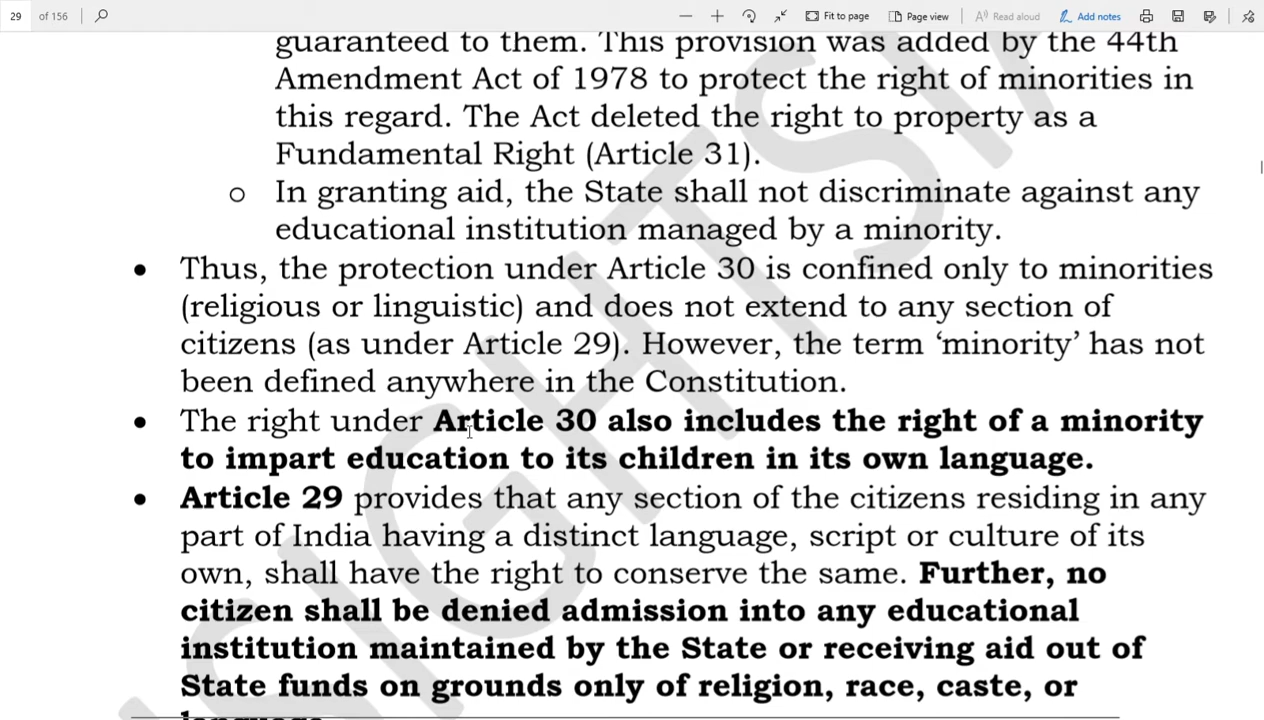 29 of 156 Fit to page Page view Read aloud Add notes
guaranteed to them. This provision was added by the 44th
Amendment Act of 1978 to protect the right of minorities in
this regard. The Act deleted the right to property as a
Fundamental Right (Article 31).
o In granting aid, the State shall not discriminate against any
educational institution managed by a minority.
• Thus, the protection under Article 30 is confined only to minorities
(religious or linguistic) and does not extend to any section of
citizens (as under Article 29). However, the term ‘minority’ has not
been defined anywhere in the Constitution.
• The right under Article 30 also includes the right of a minority
to impart education to its children in its own language.
• Article 29 provides that any section of the citizens residing in any
part of India having a distinct language, script or culture of its
own, shall have the right to conserve the same. Further, no
citizen shall be denied admission into any educational
institution maintained by the State or receiving aid out of
State funds on grounds only of religion, race, caste, or